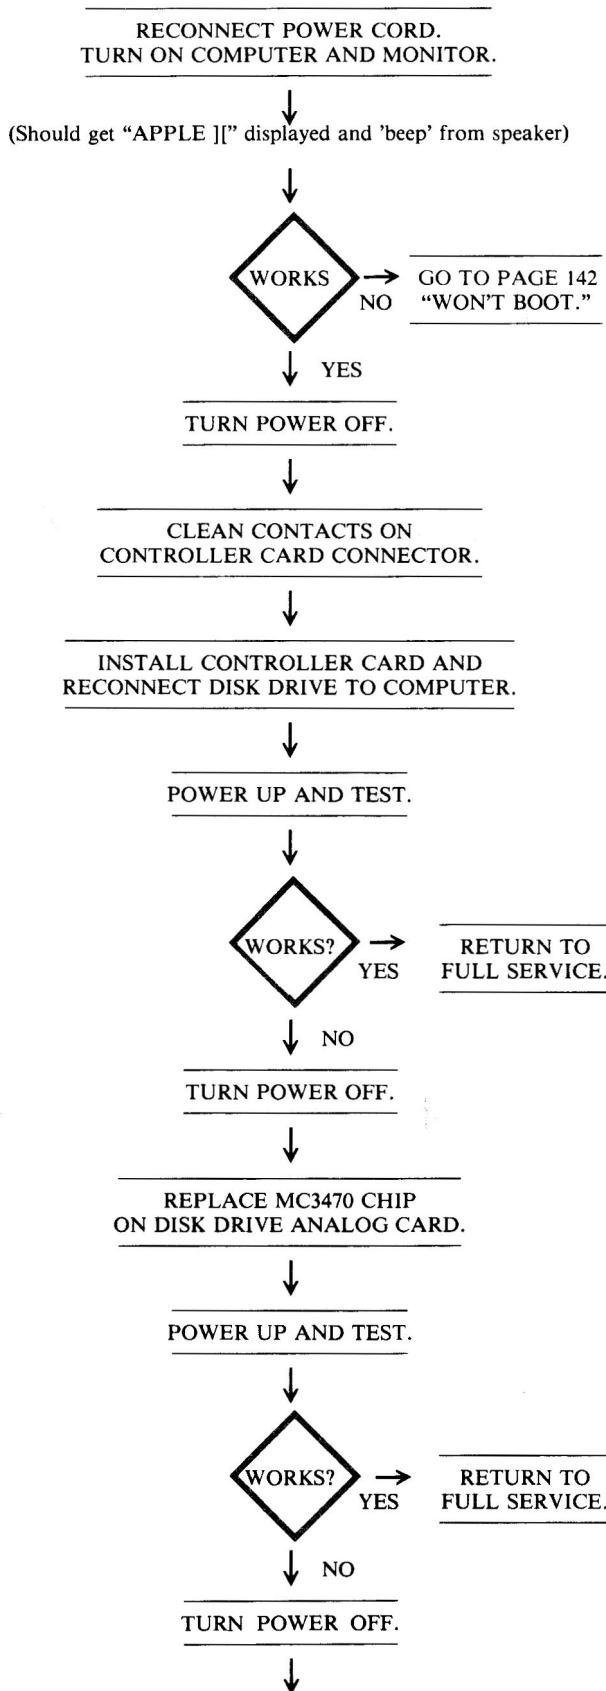 RECONNECT POWER CORD.
TURN ON COMPUTER AND MONITOR.
(Should get “APPLE ][” displayed and 'beep' from speaker)
WORKS
NO
GO TO PAGE 142
“WON'T BOOT.”
YES
TURN POWER OFF.
CLEAN CONTACTS ON
CONTROLLER CARD CONNECTOR.
INSTALL CONTROLLER CARD AND
RECONNECT DISK DRIVE TO COMPUTER.
POWER UP AND TEST.
WORKS?
YES
RETURN TO
FULL SERVICE.
NO
TURN POWER OFF.
REPLACE MC3470 CHIP
ON DISK DRIVE ANALOG CARD.
POWER UP AND TEST.
WORKS?
YES
RETURN TO
FULL SERVICE.
NO
TURN POWER OFF.